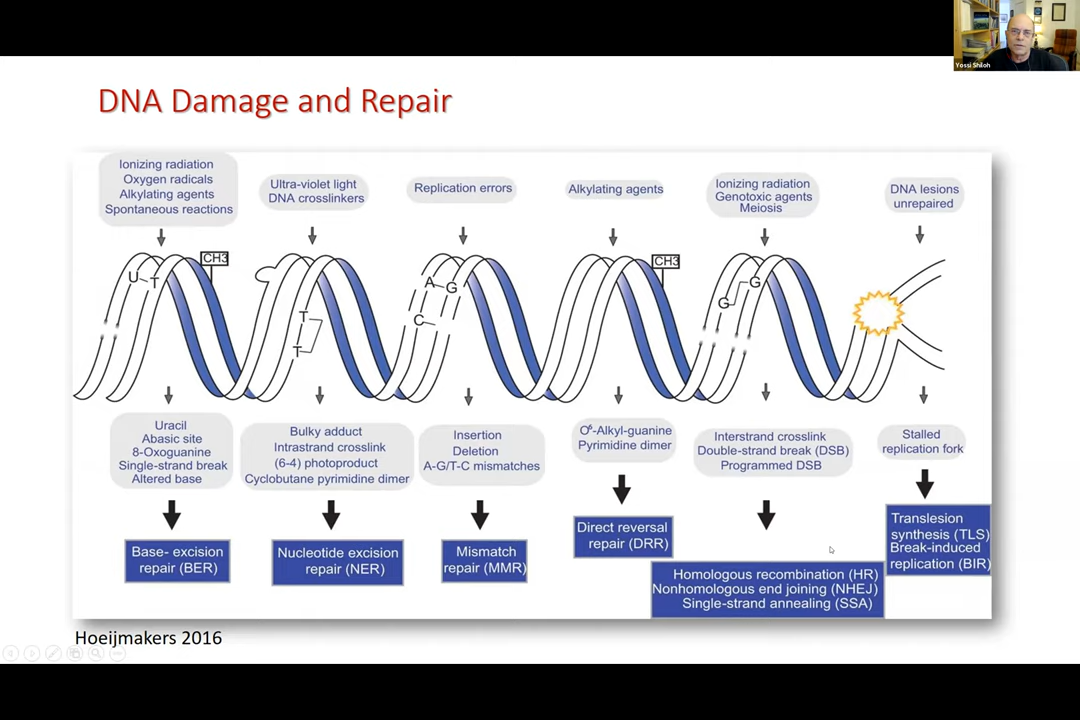 Yossi Shiloh
DNA Damage and Repair
Ionizing radiation
Oxygen radicals
Alkylating agents
Spontaneous reactions
Ultra-violet light
DNA crosslinkers
Replication errors
Alkylating agents
Ionizing radiation
Genotoxic agents
Meiosis
DNA lesions
unrepaired
CH3
U
T
T
T
A
G
C
CH3
G
G
Uracil
Abasic site
8-Oxoguanine
Single-strand break
Altered base
Bulky adduct
Intrastrand crosslink
(6-4) photoproduct
Cyclobutane pyrimidine dimer
Insertion
Deletion
A-G/T-C mismatches
O⁶-Alkyl-guanine
Pyrimidine dimer
Interstrand crosslink
Double-strand break (DSB)
Programmed DSB
Stalled
replication fork
Base- excision
repair (BER)
Nucleotide excision
repair (NER)
Mismatch
repair (MMR)
Direct reversal
repair (DRR)
Homologous recombination (HR)
Nonhomologous end joining (NHEJ)
Single-strand annealing (SSA)
Translesion
synthesis (TLS)
Break-induced
replication (BIR)
Hoeijmakers 2016